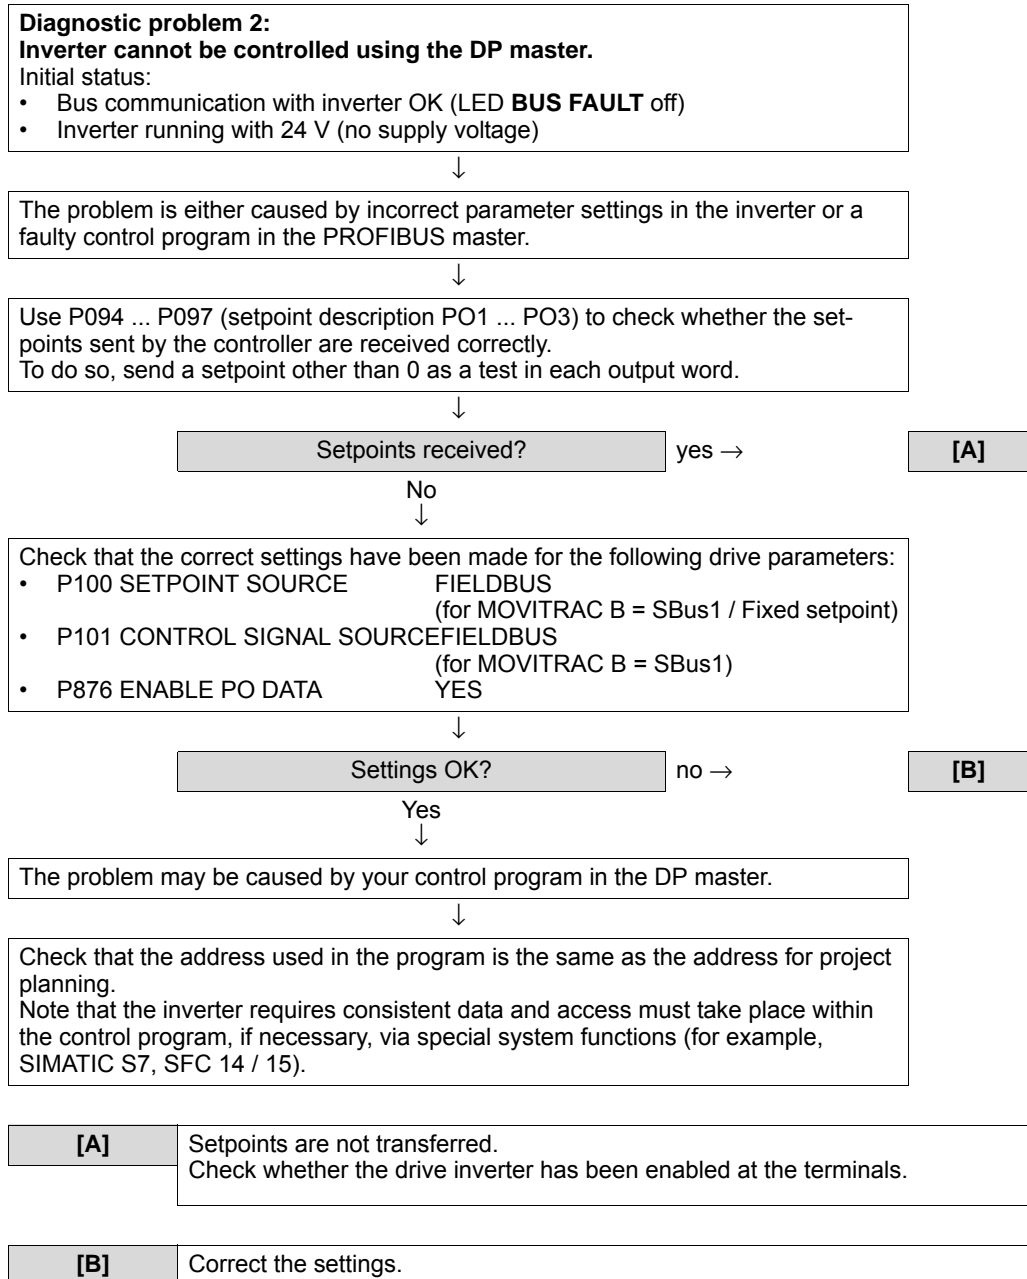 Diagnostic problem 2:
Inverter cannot be controlled using the DP master.
Initial status:
• Bus communication with inverter OK (LED BUS FAULT off)
• Inverter running with 24 V (no supply voltage)
↓
The problem is either caused by incorrect parameter settings in the inverter or a
faulty control program in the PROFIBUS master.
↓
Use P094 ... P097 (setpoint description PO1 ... PO3) to check whether the set-
points sent by the controller are received correctly.
To do so, send a setpoint other than 0 as a test in each output word.
↓
Setpoints received? yes → [A]
No
↓
Check that the correct settings have been made for the following drive parameters:
• P100 SETPOINT SOURCE FIELDBUS
(for MOVITRAC B = SBus1 / Fixed setpoint)
• P101 CONTROL SIGNAL SOURCEFIELDBUS
(for MOVITRAC B = SBus1)
• P876 ENABLE PO DATA YES
↓
Settings OK? no → [B]
Yes
↓
The problem may be caused by your control program in the DP master.
↓
Check that the address used in the program is the same as the address for project
planning.
Note that the inverter requires consistent data and access must take place within
the control program, if necessary, via special system functions (for example,
SIMATIC S7, SFC 14 / 15).
[A] Setpoints are not transferred.
Check whether the drive inverter has been enabled at the terminals.
[B] Correct the settings.